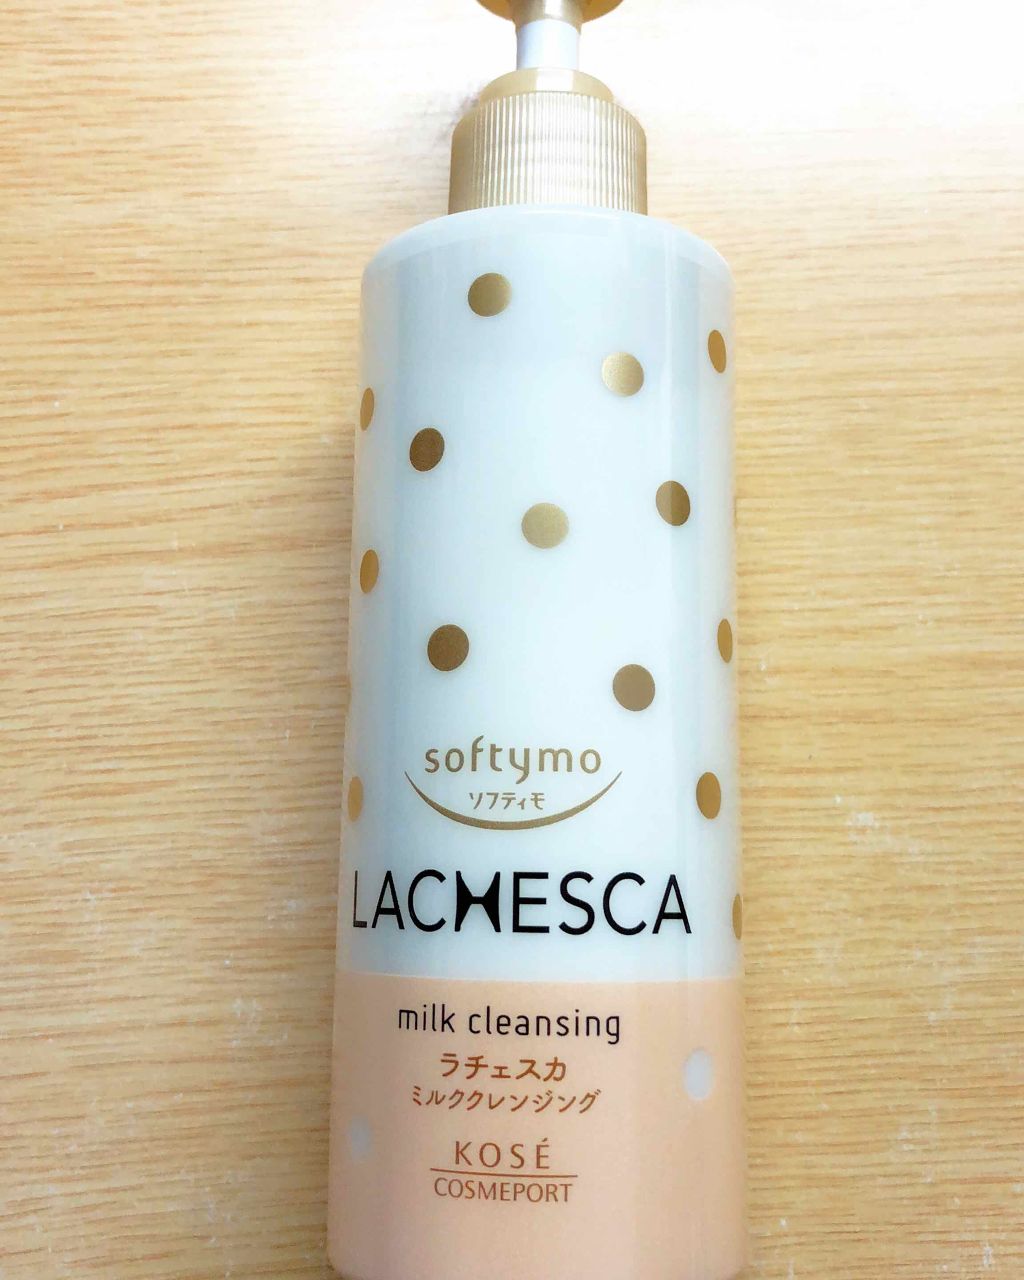 softymo
ソフティモ
LACHESCA
milk cleansing
ラチェスカ
ミルククレンジング
KOSÉ
COSMEPORT